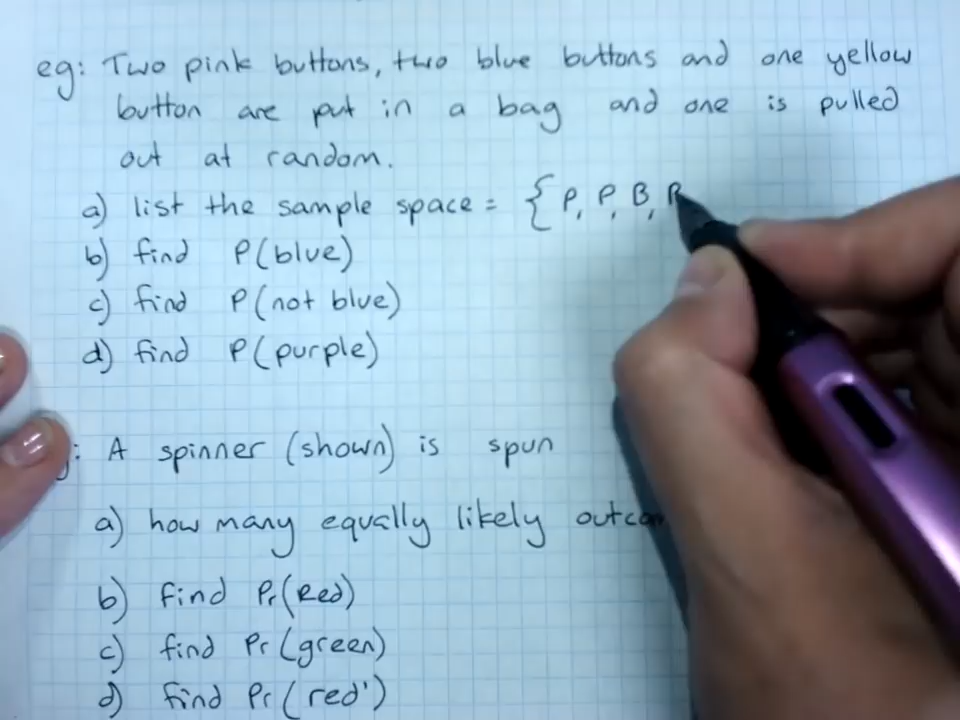 eg: Two pink buttons, two blue buttons and one yellow
button are put in a bag and one is pulled
out at random.
a) list the sample space = { P, P, B, B
b) find P(blue)
c) find P(not blue)
d) find P(purple)
: A spinner (shown) is spun
a) how many equally likely
b) find Pr(Red)
c) find Pr(green)
d) find Pr(red')